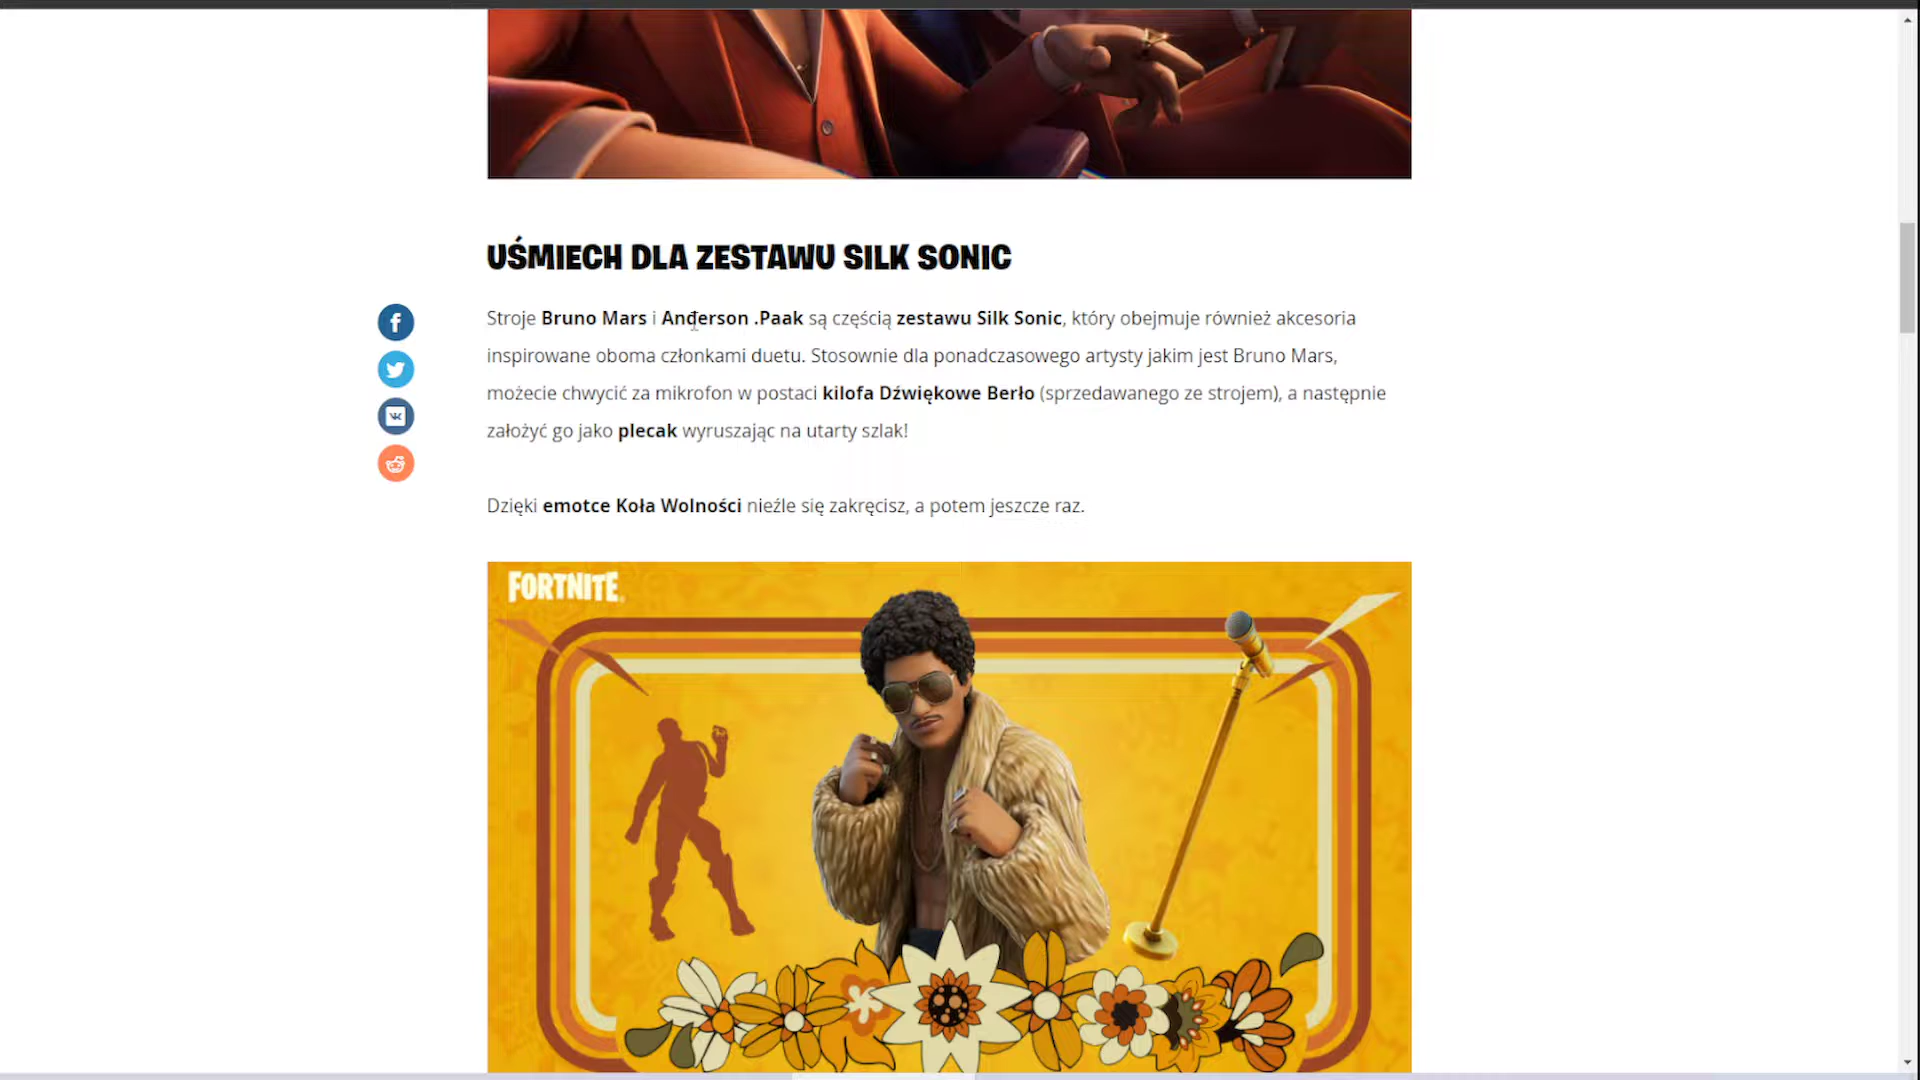 UŚMIECH DLA ZESTAWU SILK SONIC
Stroje Bruno Mars i Anderson .Paak są częścią zestawu Silk Sonic, który obejmuje również akcesoria
inspirowane oboma członkami duetu. Stosownie dla ponadczasowego artysty jakim jest Bruno Mars,
możecie chwycić za mikrofon w postaci kilofa Dźwiękowe Berło (sprzedawanego ze strojem), a następnie
założyć go jako plecak wyruszając na utarty szlak!
Dzięki emotce Koła Wolności nieźle się zakręcisz, a potem jeszcze raz.
FORTNITE